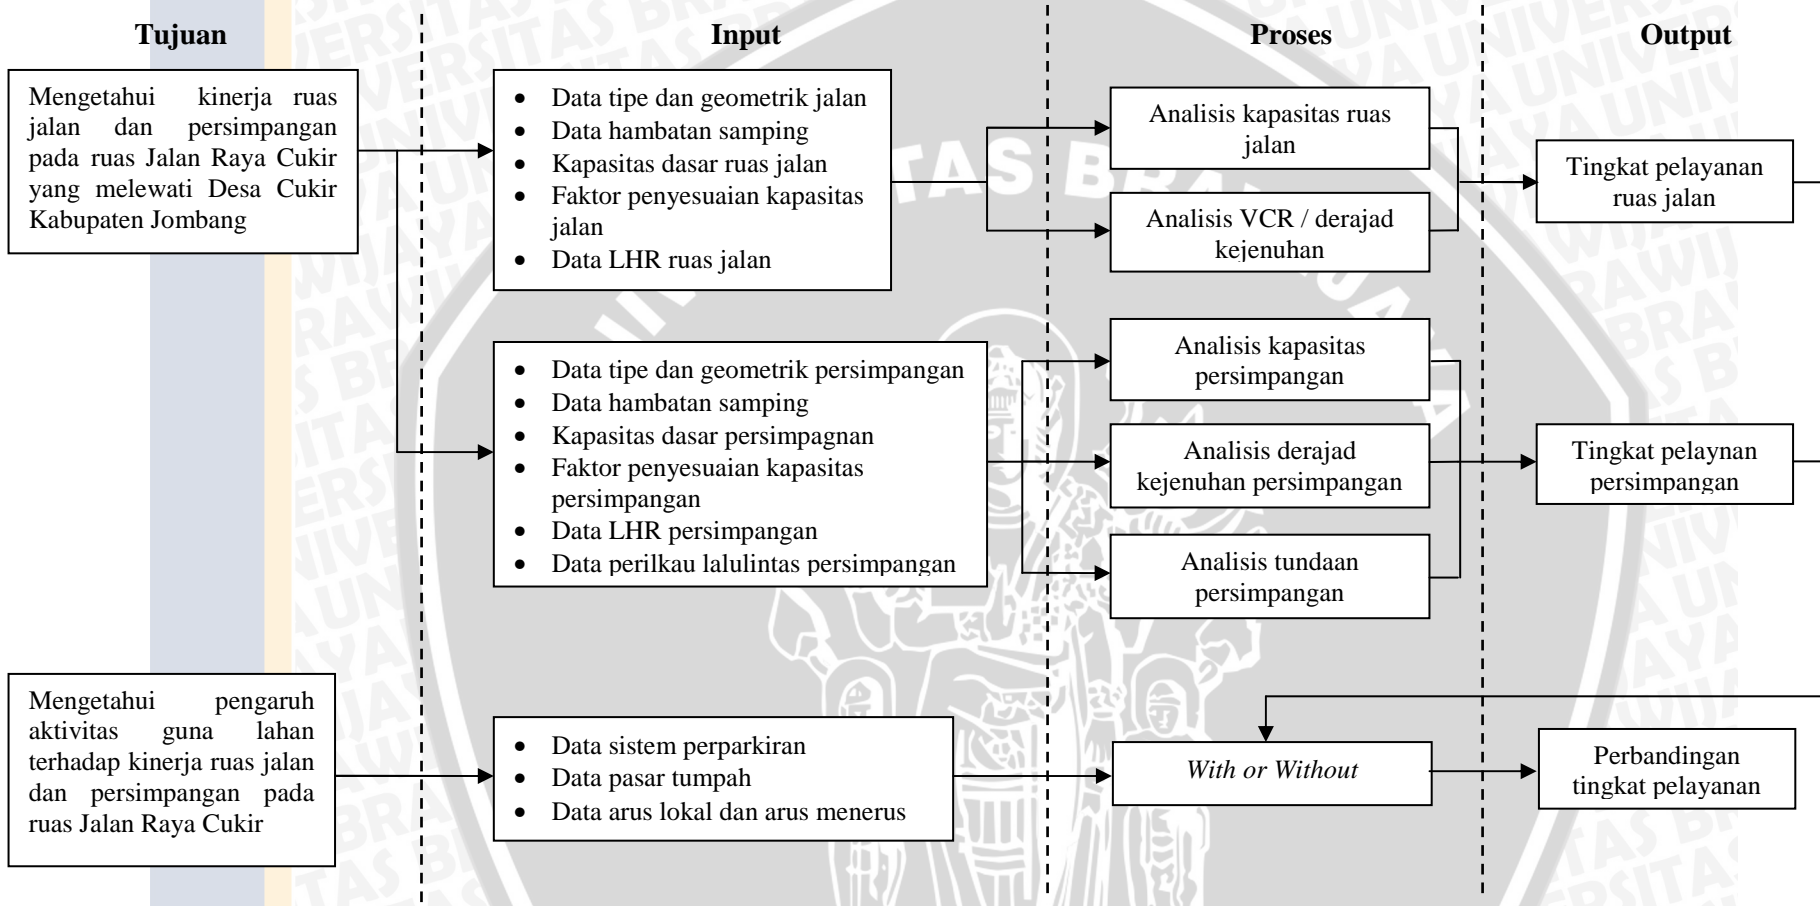 Tujuan
Input
Proses
Output
Mengetahui kinerja ruas
jalan dan persimpangan
pada ruas Jalan Raya Cukir
yang melewati Desa Cukir
Kabupaten Jombang
• Data tipe dan geometrik jalan
• Data hambatan samping
• Kapasitas dasar ruas jalan
• Faktor penyesuaian kapasitas
jalan
• Data LHR ruas jalan
Analisis kapasitas ruas
jalan
Analisis VCR / derajad
kejenuhan
Tingkat pelayanan
ruas jalan
• Data tipe dan geometrik persimpangan
• Data hambatan samping
• Kapasitas dasar persimpagnan
• Faktor penyesuaian kapasitas
persimpangan
• Data LHR persimpangan
• Data perilkau lalulintas persimpangan
Analisis kapasitas
persimpangan
Analisis derajad
kejenuhan persimpangan
Analisis tundaan
persimpangan
Tingkat pelaynan
persimpangan
Mengetahui pengaruh
aktivitas guna lahan
terhadap kinerja ruas jalan
dan persimpangan pada
ruas Jalan Raya Cukir
• Data sistem perparkiran
• Data pasar tumpah
• Data arus lokal dan arus menerus
With or Without
Perbandingan
tingkat pelayanan